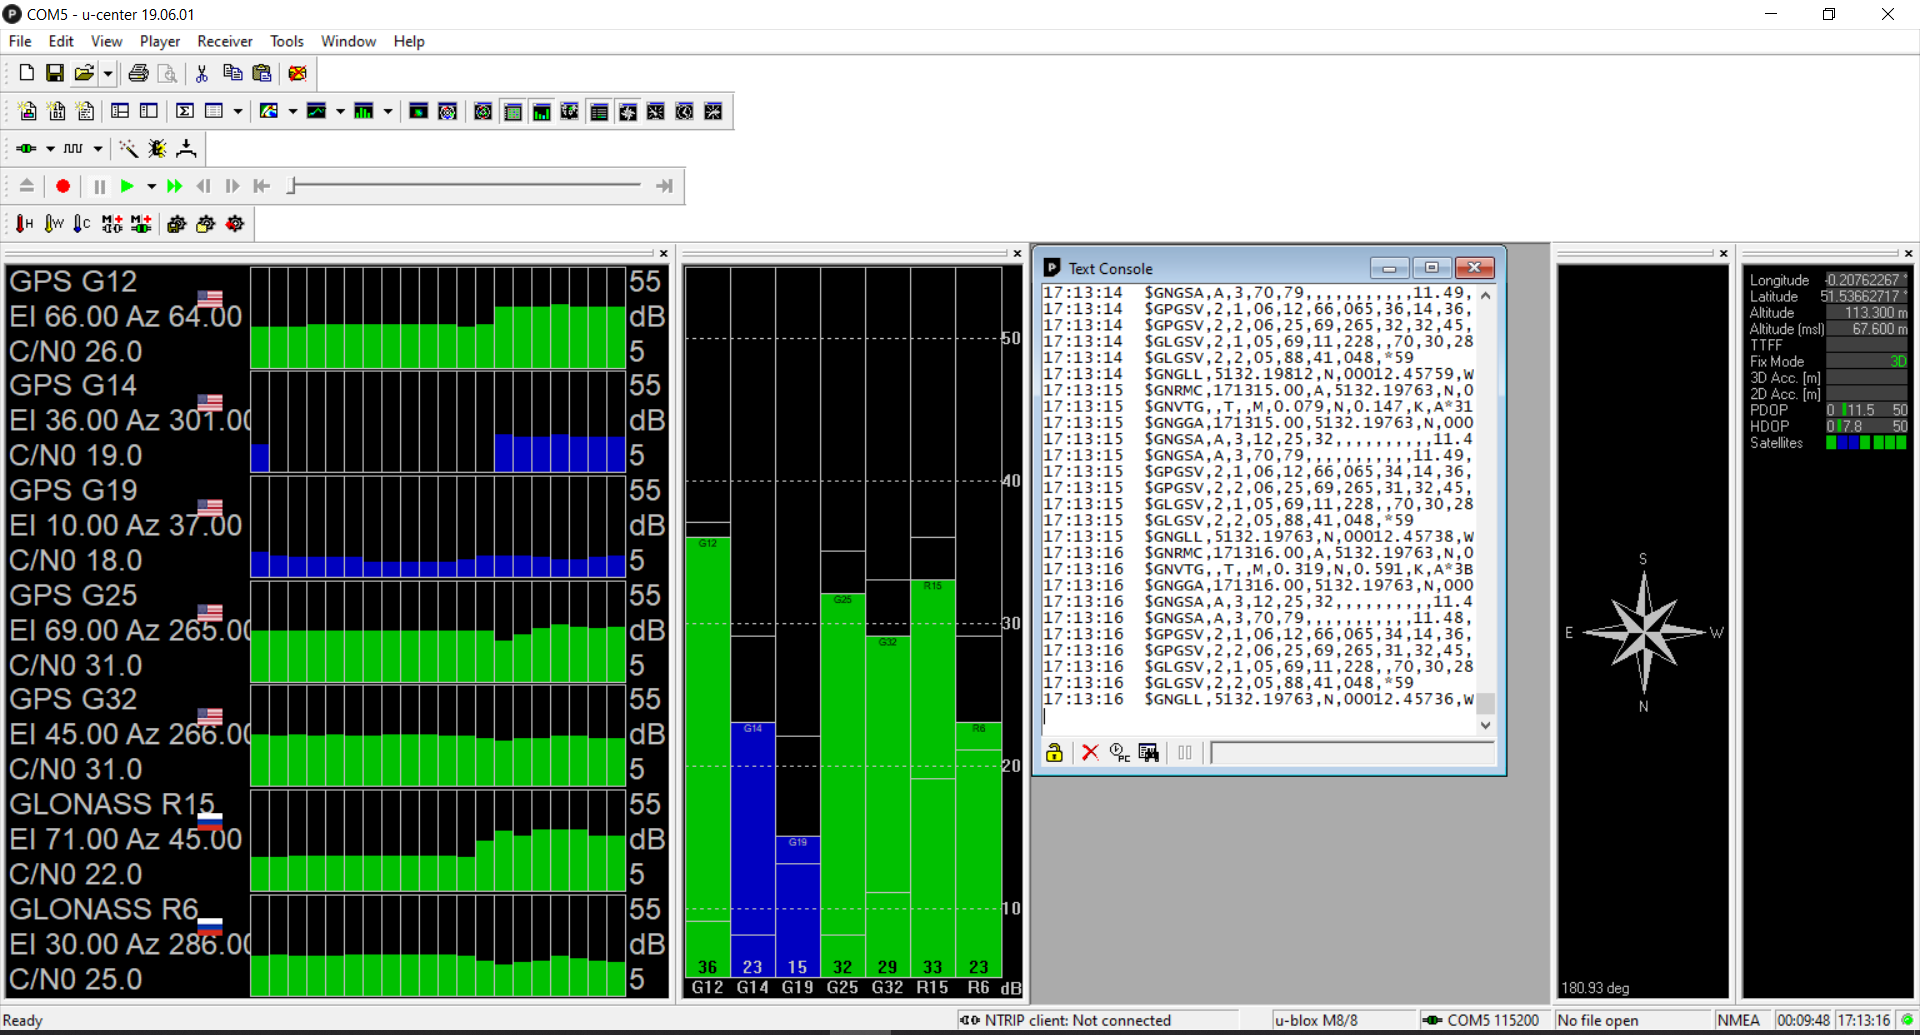 COM5 - u-center 19.06.01
File Edit View Player Receiver Tools Window Help
GPS G12
El 66.00 Az 64.00
C/N0 26.0
55
dB
5
GPS G14
El 36.00 Az 301.00
C/N0 19.0
55
dB
5
GPS G19
El 10.00 Az 37.00
C/N0 18.0
55
dB
5
GPS G25
El 69.00 Az 265.00
C/N0 31.0
55
dB
5
GPS G32
El 45.00 Az 266.00
C/N0 31.0
55
dB
5
GLONASS R15
El 71.00 Az 45.00
C/N0 22.0
55
dB
5
GLONASS R6
El 30.00 Az 286.00
C/N0 25.0
55
dB
5
50
40
30
20
10
G12
G14
G19
G25
G32
R15
R6
36 23 15 32 29 33 23
G12 G14 G19 G25 G32 R15 R6 dB
Text Console
17:13:14 $GNGSA,A,3,70,79,,,,,,,,,,,11.49,
17:13:14 $GPGSV,2,1,06,12,66,065,36,14,36,
17:13:14 $GPGSV,2,2,06,25,69,265,32,32,45,
17:13:14 $GLGSV,2,1,05,69,11,228,,70,30,28
17:13:14 $GLGSV,2,2,05,88,41,048,*59
17:13:14 $GNGLL,5132.19812,N,00012.45759,W
17:13:15 $GNRMC,171315.00,A,5132.19763,N,0
17:13:15 $GNVTG,,T,,M,0.079,N,0.147,K,A*31
17:13:15 $GNGGA,171315.00,5132.19763,N,000
17:13:15 $GNGSA,A,3,12,25,32,,,,,,,,,,11.4
17:13:15 $GNGSA,A,3,70,79,,,,,,,,,,,11.49,
17:13:15 $GPGSV,2,1,06,12,66,065,34,14,36,
17:13:15 $GPGSV,2,2,06,25,69,265,31,32,45,
17:13:15 $GLGSV,2,1,05,69,11,228,,70,30,28
17:13:15 $GLGSV,2,2,05,88,41,048,*59
17:13:15 $GNGLL,5132.19763,N,00012.45738,W
17:13:16 $GNRMC,171316.00,A,5132.19763,N,0
17:13:16 $GNVTG,,T,,M,0.319,N,0.591,K,A*3B
17:13:16 $GNGGA,171316.00,5132.19763,N,000
17:13:16 $GNGSA,A,3,12,25,32,,,,,,,,,,11.4
17:13:16 $GNGSA,A,3,70,79,,,,,,,,,,,11.48,
17:13:16 $GPGSV,2,1,06,12,66,065,34,14,36,
17:13:16 $GPGSV,2,2,06,25,69,265,31,32,45,
17:13:16 $GLGSV,2,1,05,69,11,228,,70,30,28
17:13:16 $GLGSV,2,2,05,88,41,048,*59
17:13:16 $GNGLL,5132.19763,N,00012.45736,W
S
E W
N
180.93 deg
Longitude -0.20762267 °
Latitude 51.53662717 °
Altitude 113.300 m
Altitude (msl) 67.600 m
TTFF
Fix Mode 3D
3D Acc. [m]
2D Acc. [m]
PDOP 0 11.5 50
HDOP 0 7.8 50
Satellites
Ready
NTRIP client: Not connected
u-blox M8/8
COM5 115200
No file open
NMEA
00:09:48
17:13:16